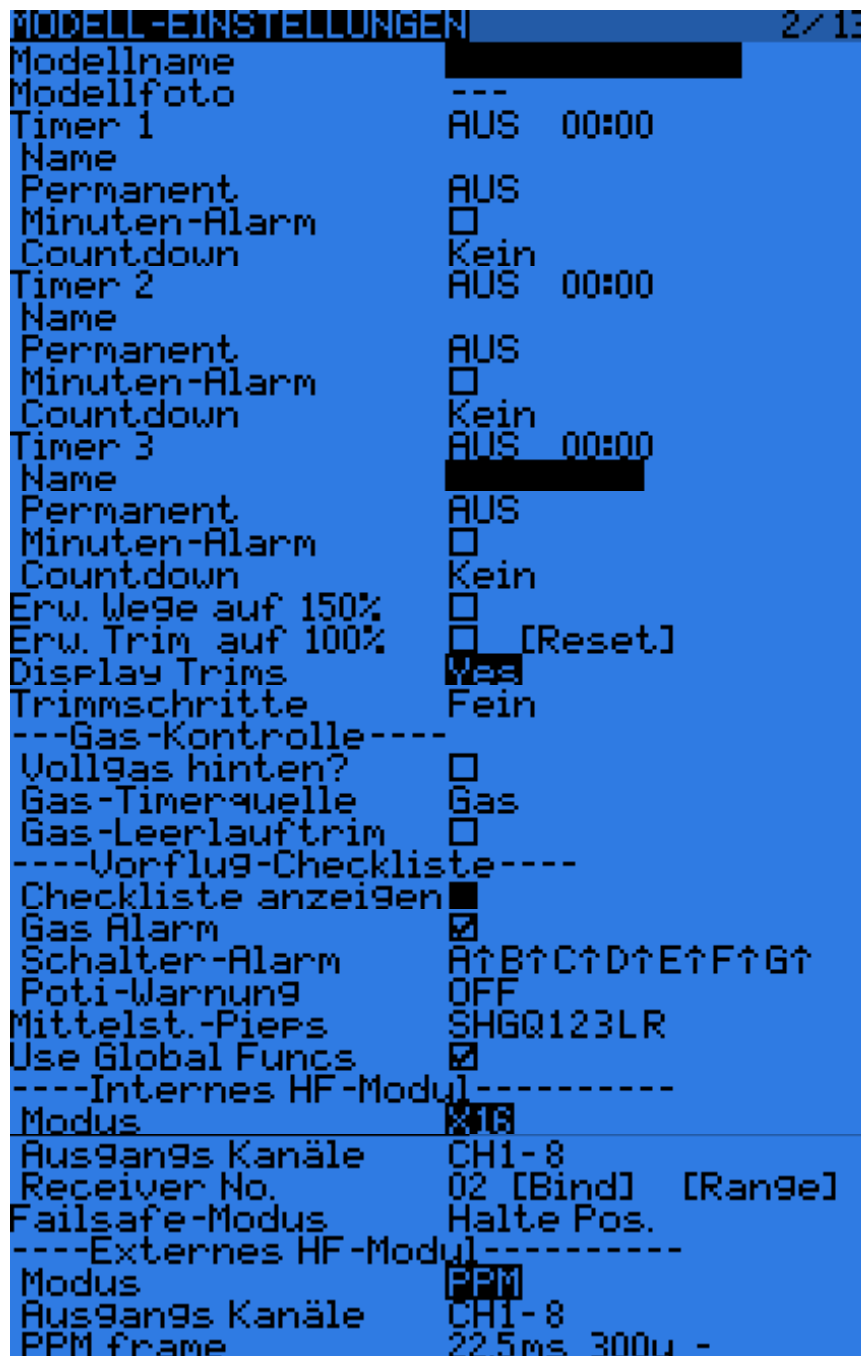 MODELL-EINSTELLUNGEN 2/13
Modellname
Modellfoto ---
Timer 1 AUS 00:00
Name
Permanent AUS
Minuten-Alarm ☐
Countdown Kein
Timer 2 AUS 00:00
Name
Permanent AUS
Minuten-Alarm ☐
Countdown Kein
Timer 3 AUS 00:00
Name
Permanent AUS
Minuten-Alarm ☐
Countdown Kein
Erw. Wege auf 150% ☐
Erw. Trim auf 100% ☐ [Reset]
Display Trims Yes
Trimmschritte Fein
---Gas-Kontrolle----
Vollgas hinten? ☐
Gas-Timerquelle Gas
Gas-Leerlauftrim ☐
----Vorflug-Checkliste----
Checkliste anzeigen
Gas Alarm ☑
Schalter-Alarm A↑B↑C↑D↑E↑F↑G↑
Poti-Warnung OFF
Mittelst.-Pieps SHGQ123LR
Use Global Funcs ☑
----Internes HF-Modul----------
Modus X16
Ausgangs Kanäle CH1-8
Receiver No. 02 [Bind] [Range]
Failsafe-Modus Halte Pos.
----Externes HF-Modul----------
Modus PPM
Ausgangs Kanäle CH1-8
PPM frame 22.5ms 300u -